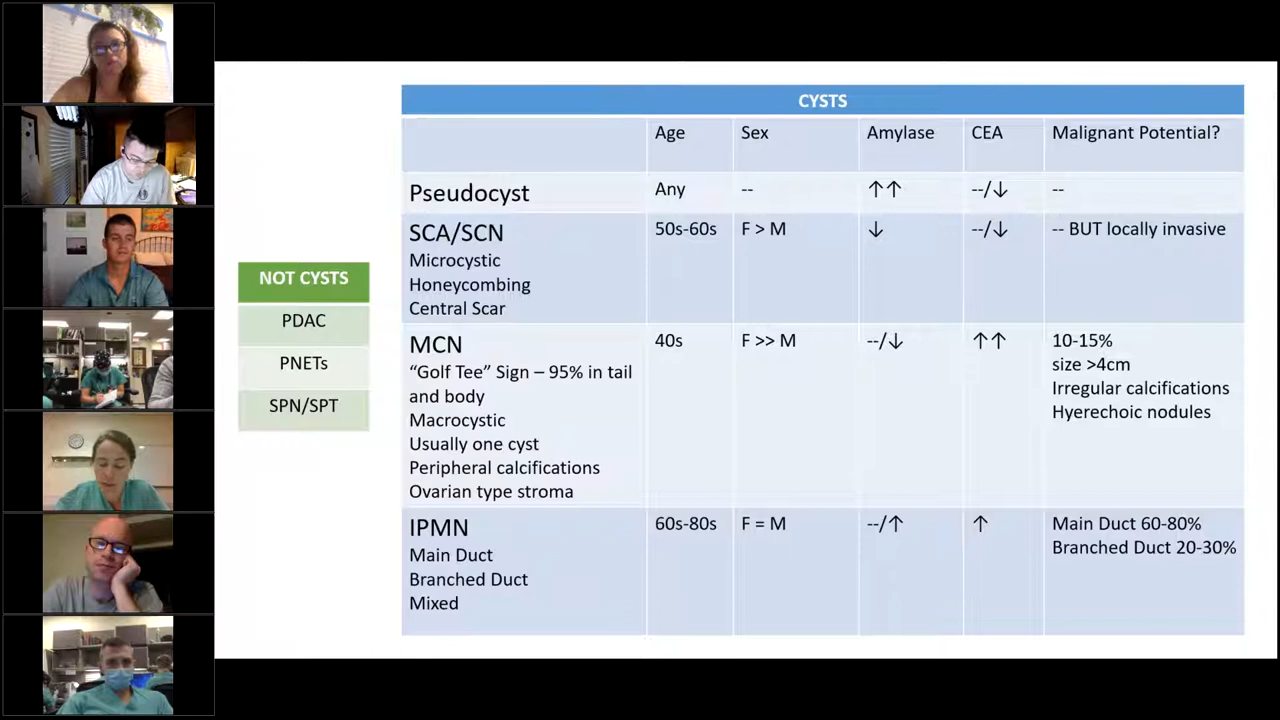 NOT CYSTS
PDAC
PNETs
SPN/SPT
CYSTS
Age Sex Amylase CEA Malignant Potential?
Pseudocyst Any -- ↑↑ --/↓ --
SCA/SCN 50s-60s F > M ↓ --/↓ -- BUT locally invasive
Microcystic
Honeycombing
Central Scar
MCN 40s F >> M --/↓ ↑↑ 10-15%
“Golf Tee” Sign – 95% in tail size >4cm
and body Irregular calcifications
Macrocystic Hyerechoic nodules
Usually one cyst
Peripheral calcifications
Ovarian type stroma
IPMN 60s-80s F = M --/↑ ↑ Main Duct 60-80%
Main Duct Branched Duct 20-30%
Branched Duct
Mixed